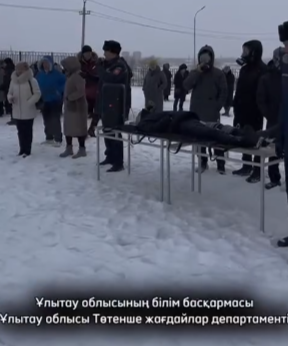 Ұлытау облысының білім басқармасы
Ұлытау облысы Төтенше жағдайлар департаменті